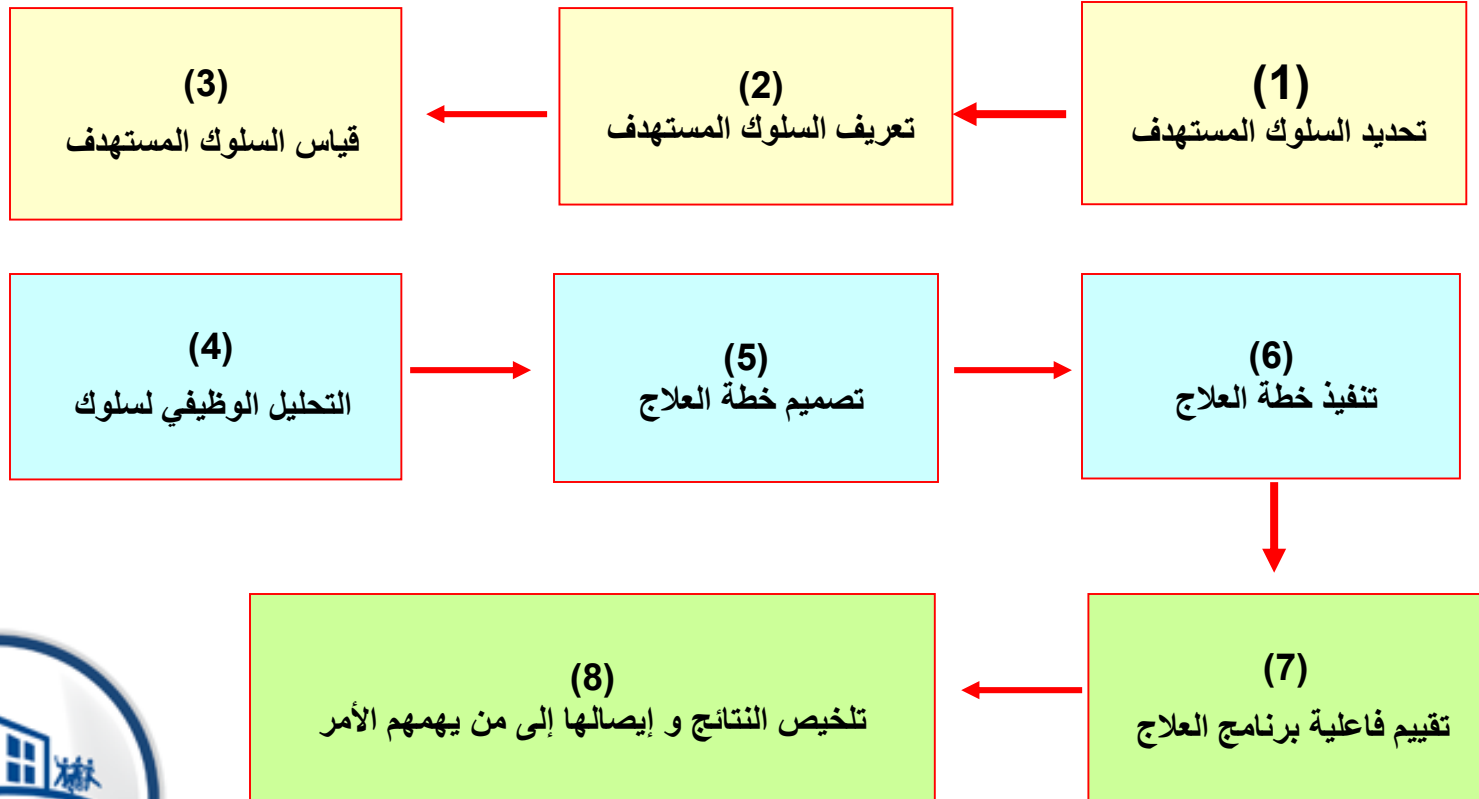 (1)
تحديد السلوك المستهدف
(2)
تعريف السلوك المستهدف
(3)
قياس السلوك المستهدف
(4)
التحليل الوظيفي لسلوك
(5)
تصميم خطة العلاج
(6)
تنفيذ خطة العلاج
(7)
تقييم فاعلية برنامج العلاج
(8)
تلخيص النتائج و إيصالها إلى من يهمهم الأمر